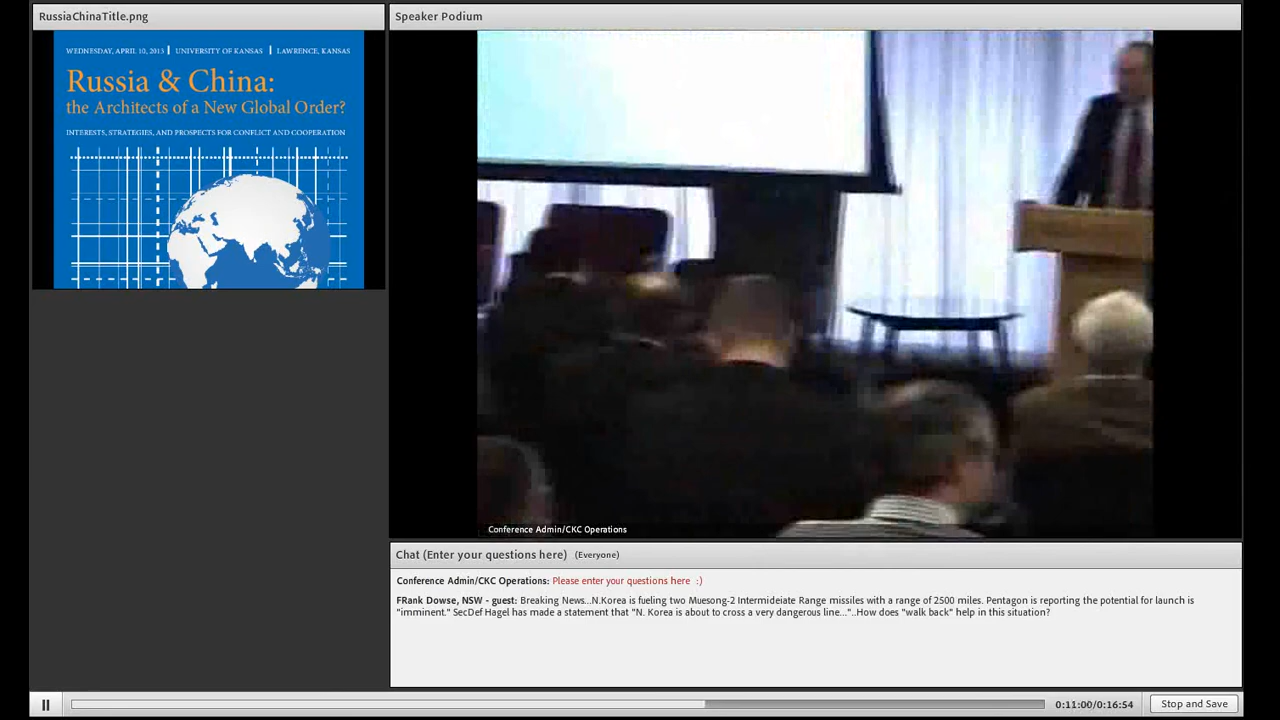 RussiaChinaTitle.png
WEDNESDAY, APRIL 10, 2013 | UNIVERSITY OF KANSAS | LAWRENCE, KANSAS
Russia & China:
the Architects of a New Global Order?
INTERESTS, STRATEGIES, AND PROSPECTS FOR CONFLICT AND COOPERATION
Speaker Podium
Conference Admin/CKC Operations
Chat (Enter your questions here) (Everyone)
Conference Admin/CKC Operations: Please enter your questions here :)
FRank Dowse, NSW - guest: Breaking News...N.Korea is fueling two Muesong-2 Intermideiate Range missiles with a range of 2500 miles. Pentagon is reporting the potential for launch is
"imminent." SecDef Hagel has made a statement that "N. Korea is about to cross a very dangerous line..."..How does "walk back" help in this situation?
0:11:00/0:16:54
Stop and Save